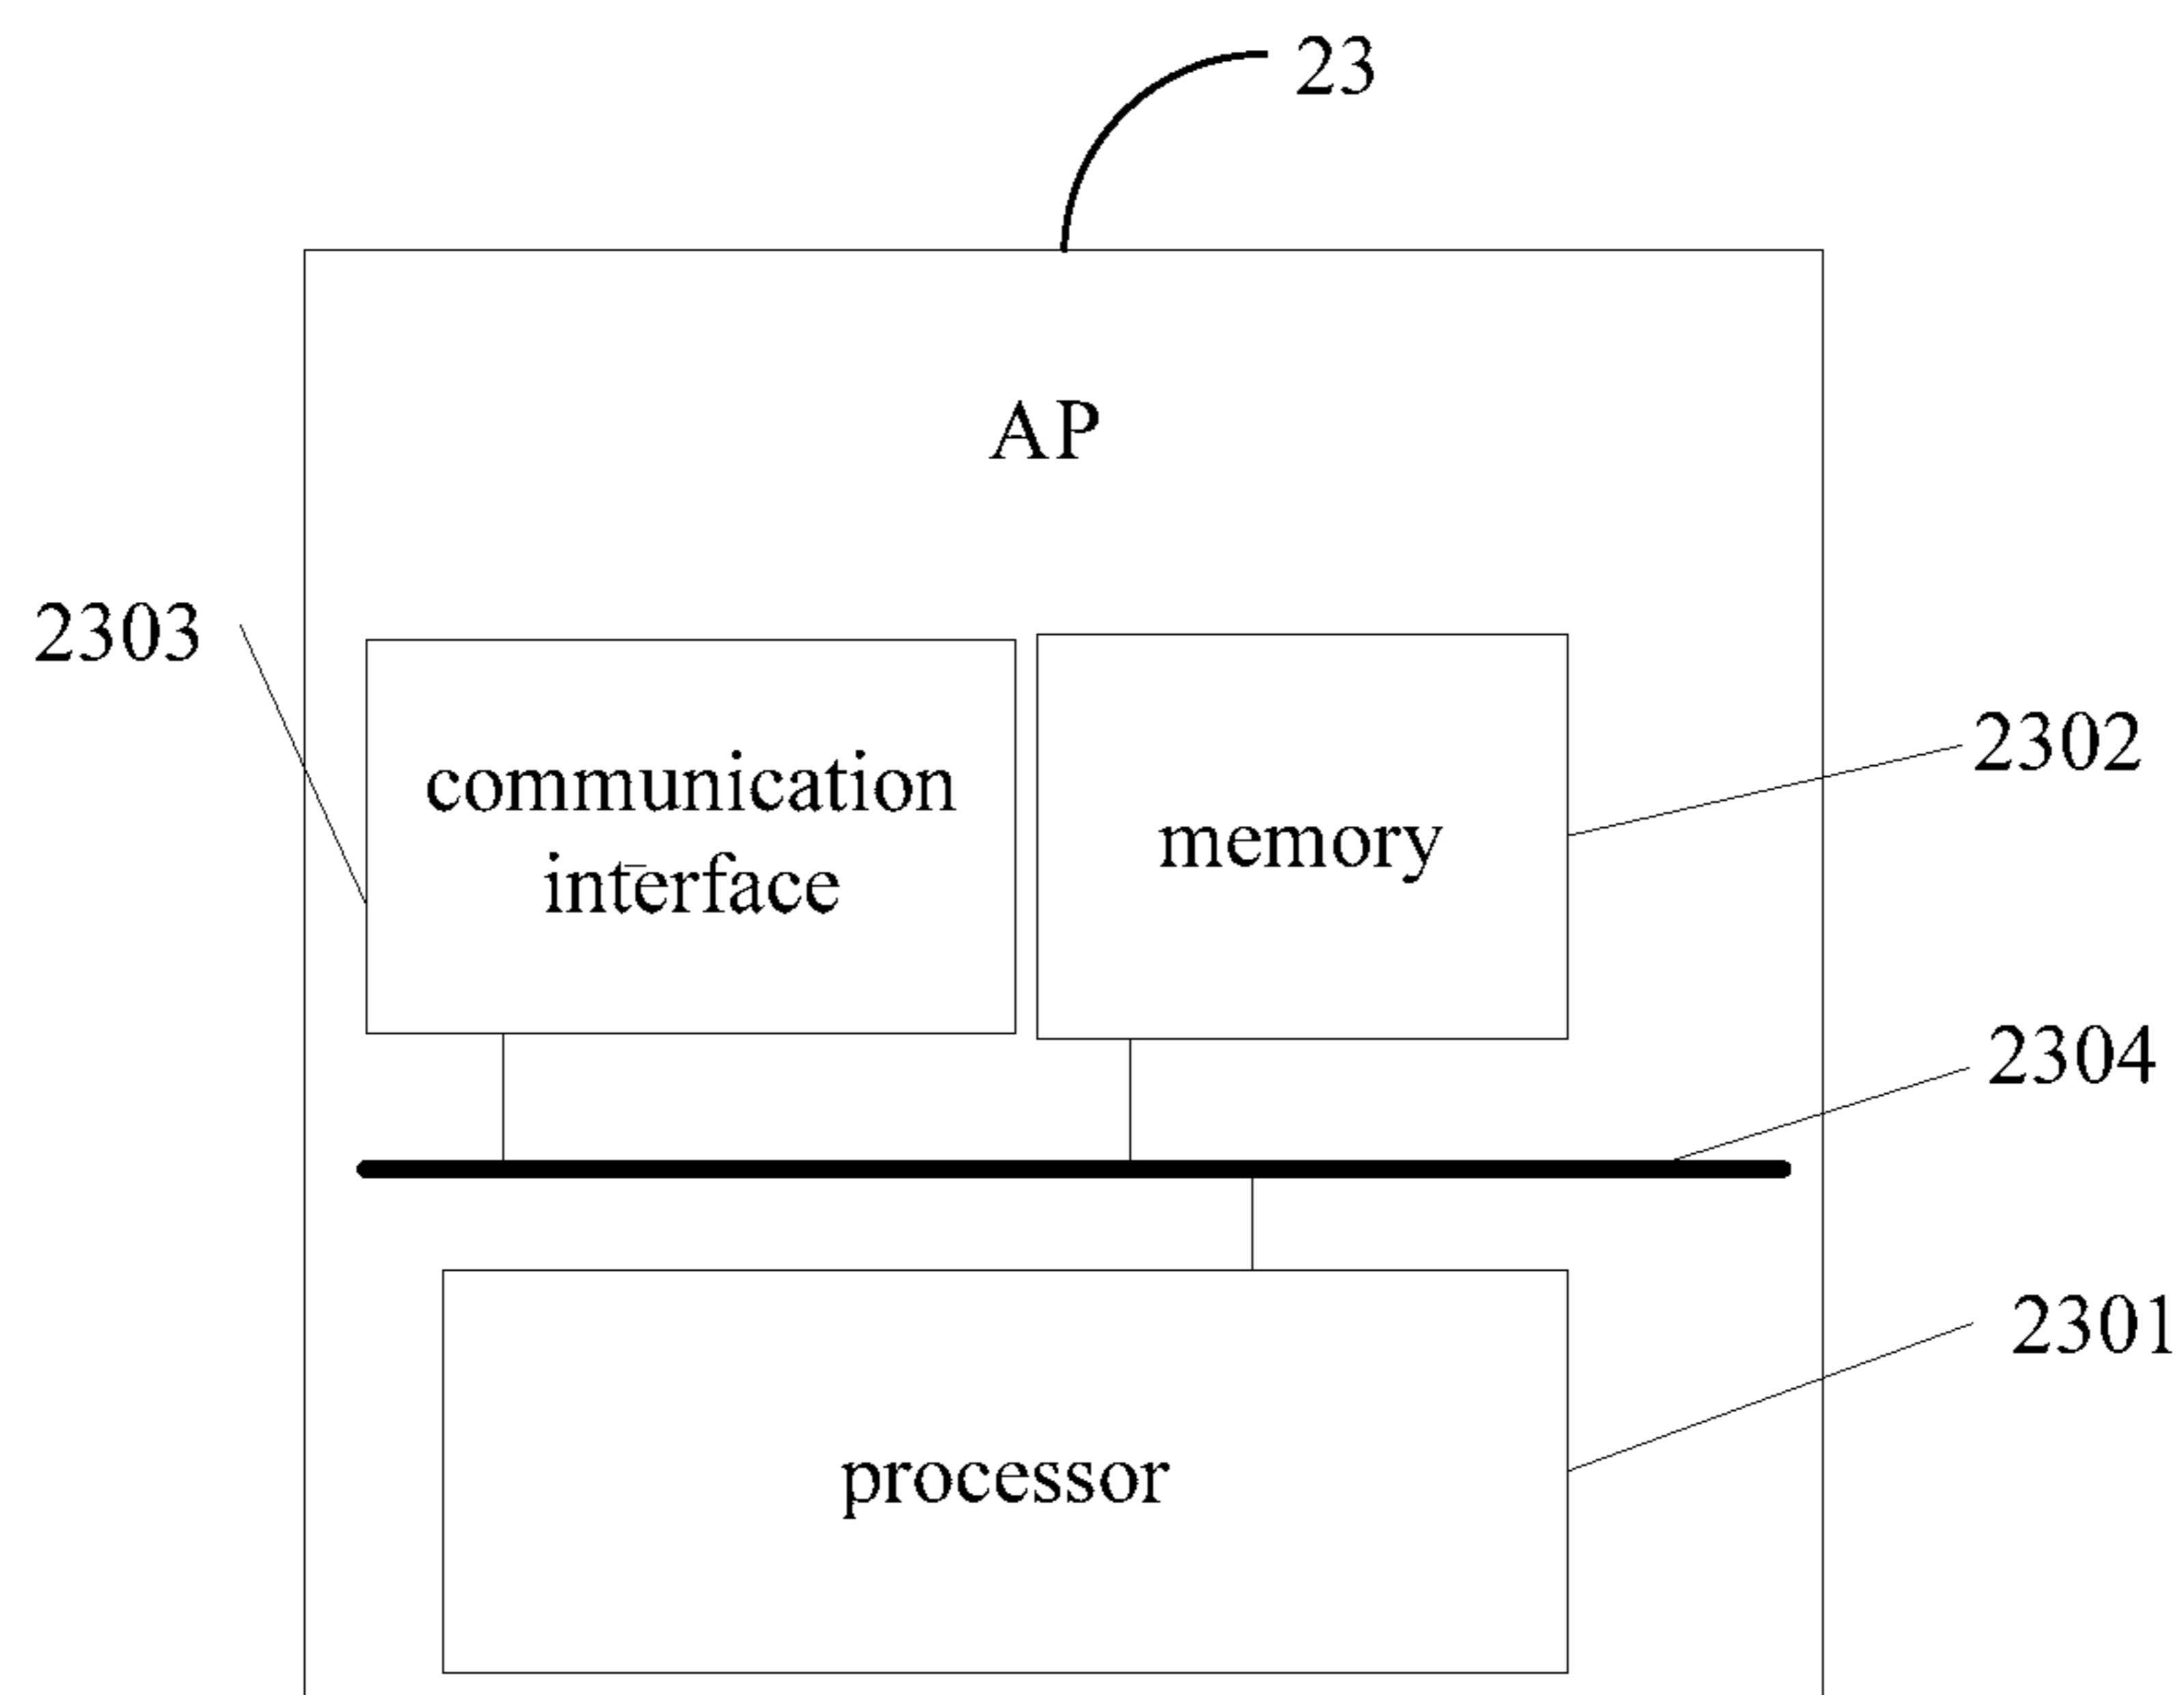 23
AP
2303
communication
interface
memory
2302
2304
2301
processor